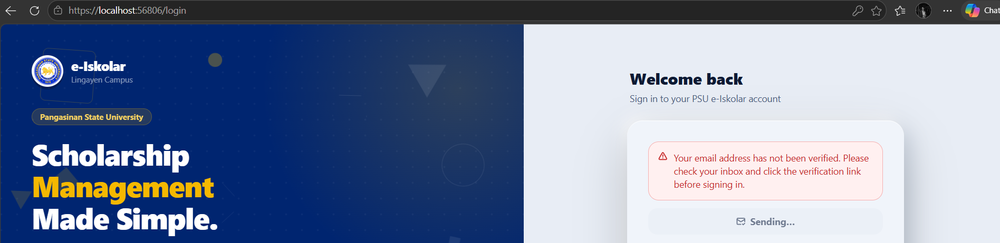 https://localhost:56806/login
Chat
e-Iskolar
Lingayen Campus
Pangasinan State University
Scholarship
Management
Made Simple.
Welcome back
Sign in to your PSU e-Iskolar account
Your email address has not been verified. Please
check your inbox and click the verification link
before signing in.
Sending...